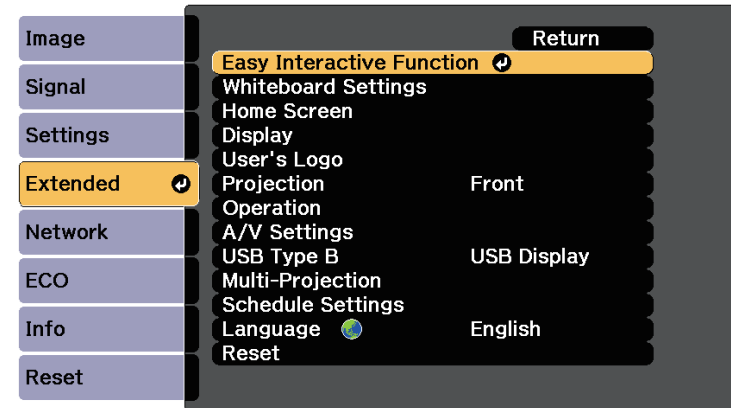 Image
Signal
Settings
Extended
Network
ECO
Info
Reset
Return
Easy Interactive Function
Whiteboard Settings
Home Screen
Display
User's Logo
Projection Front
Operation
A/V Settings
USB Type B USB Display
Multi-Projection
Schedule Settings
Language English
Reset